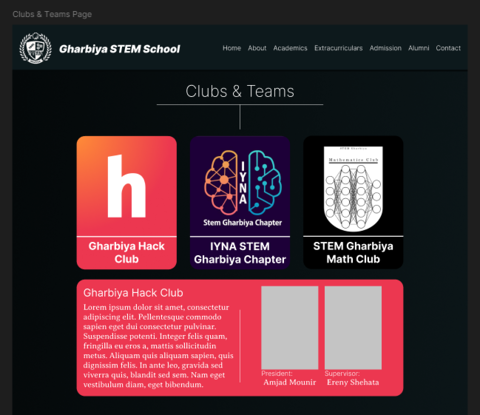 Clubs & Teams Page
Gharbiya STEM School
Home About Academics Extracurriculars Admission Alumni Contact
Clubs & Teams
h
Gharbiya Hack
Club
IYNA
Stem Gharbiya Chapter
IYNA STEM
Gharbiya Chapter
Mathematics Club
STEM Gharbiya
Math Club
Gharbiya Hack Club
Lorem ipsum dolor sit amet, consectetur
adipiscing elit. Pellentesque commodo
sapien eget dui consectetur pulvinar.
Suspendisse potenti. Integer felis quam,
fringilla eu eros a, mattis sollicitudin
metus. Aliquam quis aliquam sapien, quis
dignissim felis. In ante leo, gravida sed
viverra quis, blandit sed sem. Nam eget
vestibulum diam, eget bibendum.
President:
Amjad Mounir
Supervisor:
Ereny Shehata